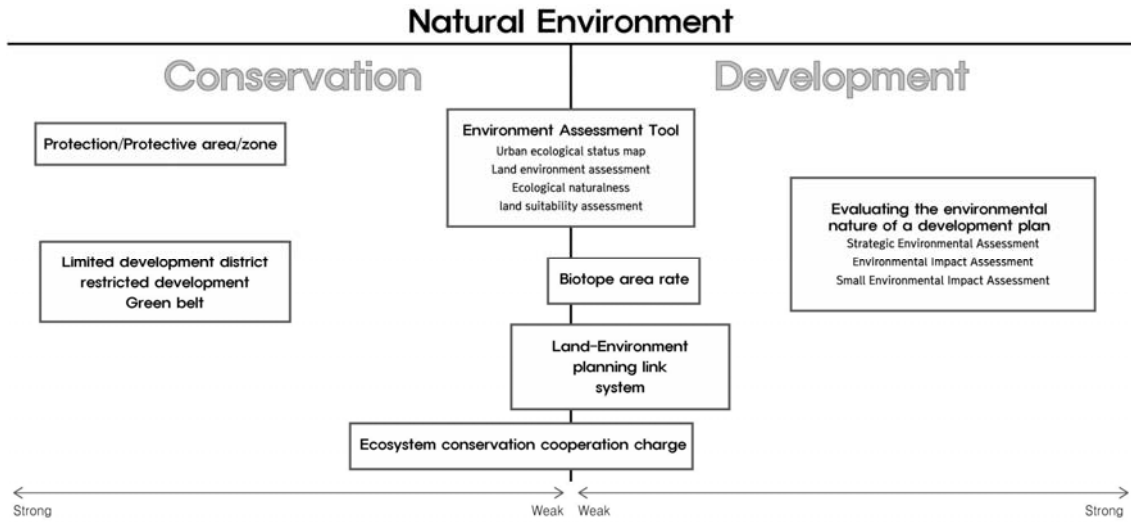 Natural Environment
Conservation
Development
Protection/Protective area/zone
Limited development district
restricted development
Green belt
Environment Assessment Tool
Urban ecological status map
Land environment assessment
Ecological naturalness
land suitability assessment
Biotope area rate
Land-Environment
planning link
system
Ecosystem conservation cooperation charge
Evaluating the environmental
nature of a development plan
Strategic Environmental Assessment
Environmental Impact Assessment
Small Environmental Impact Assessment
Strong
Weak
Weak
Strong